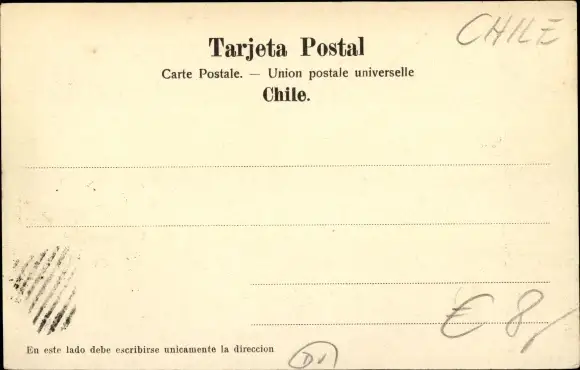 CHILE
Tarjeta Postal
Carte Postale. — Union postale universelle
Chile.
€ 8,
En este lado debe escribirse unicamente la direccion